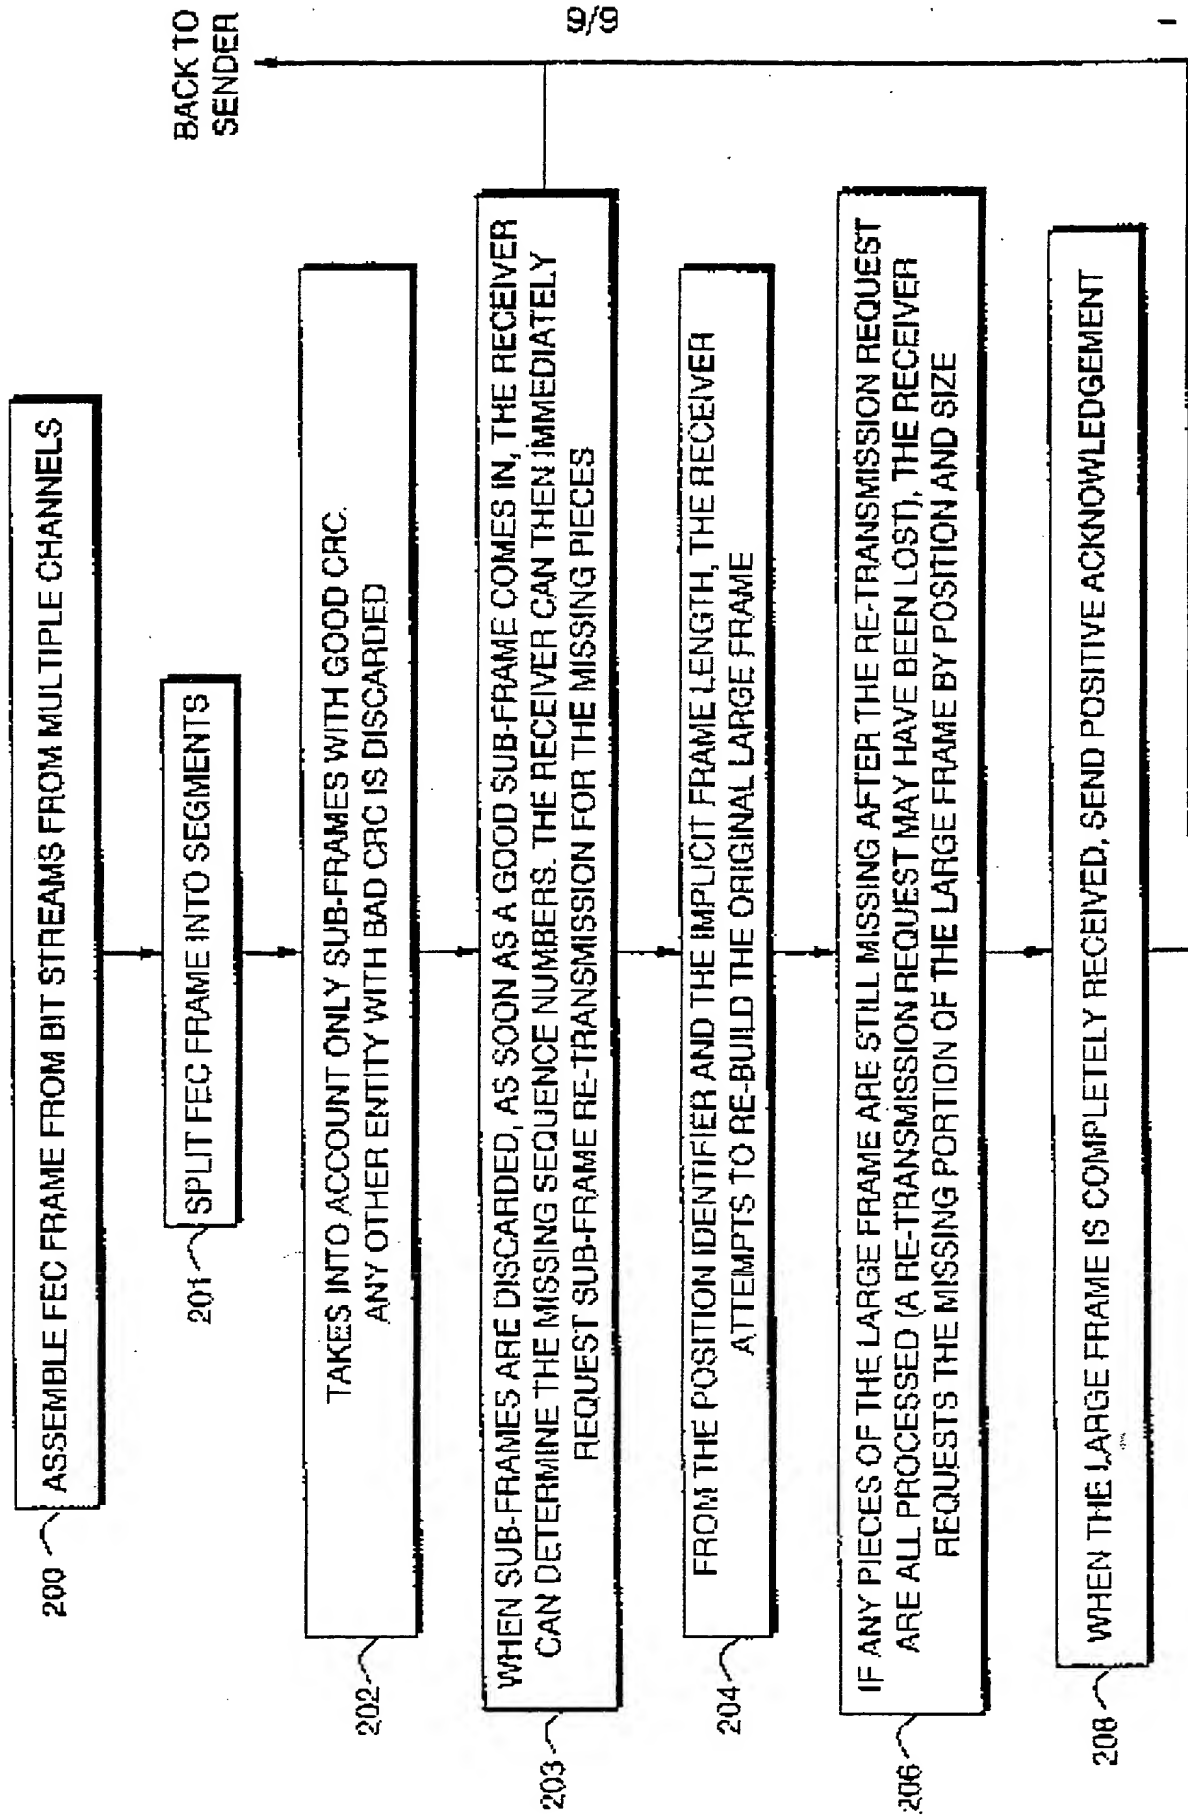 9/9
BACK TO
SENDER
200
ASSEMBLE FEC FRAME FROM BIT STREAMS FROM MULTIPLE CHANNELS
201
SPLIT FEC FRAME INTO SEGMENTS
202
TAKES INTO ACCOUNT ONLY SUB-FRAMES WITH GOOD CRC.
ANY OTHER ENTITY WITH BAD CRC IS DISCARDED
203
WHEN SUB-FRAMES ARE DISCARDED, AS SOON AS A GOOD SUB-FRAME COMES IN, THE RECEIVER
CAN DETERMINE THE MISSING SEQUENCE NUMBERS. THE RECEIVER CAN THEN IMMEDIATELY
REQUEST SUB-FRAME RE-TRANSMISSION FOR THE MISSING PIECES
204
FROM THE POSITION IDENTIFIER AND THE IMPLICIT FRAME LENGTH, THE RECEIVER
ATTEMPTS TO RE-BUILD THE ORIGINAL LARGE FRAME
206
IF ANY PIECES OF THE LARGE FRAME ARE STILL MISSING AFTER THE RE-TRANSMISSION REQUEST
ARE ALL PROCESSED (A RE-TRANSMISSION REQUEST MAY HAVE BEEN LOST), THE RECEIVER
REQUESTS THE MISSING PORTION OF THE LARGE FRAME BY POSITION AND SIZE
208
WHEN THE LARGE FRAME IS COMPLETELY RECEIVED, SEND POSITIVE ACKNOWLEDGEMENT